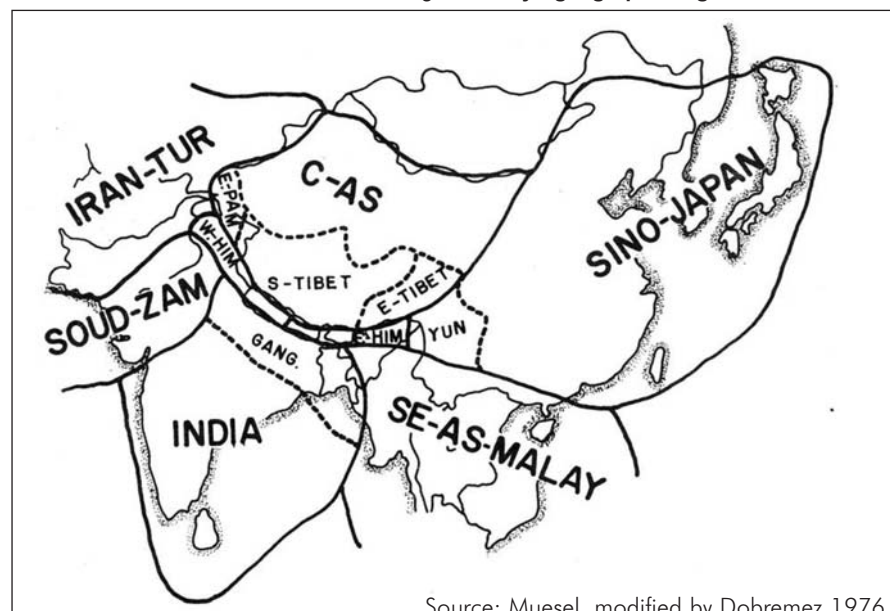 IRAN-TUR
E-PAM
C-AS
W-HIM
SINO-JAPAN
S-TIBET
E-TIBET
SOUD-ZAM
GANG.
E-HIM
YUN
INDIA
SE-AS-MALAY
Source: Muesel, modified by Dobremez 1976